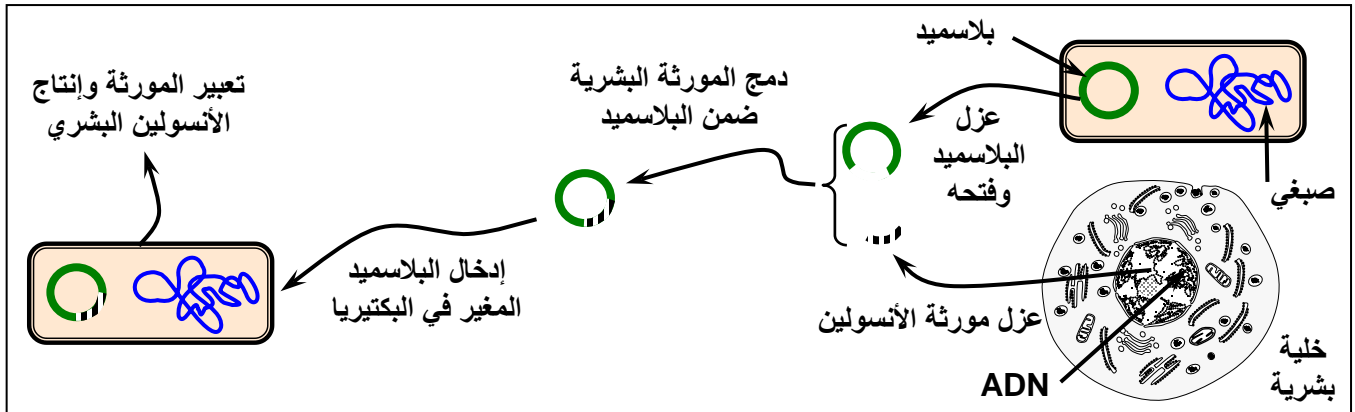 بلاسميد
صبغي
عزل
البلاسميد
وفتحه
خلية
بشرية
ADN
عزل مورثة الأنسولين
دمج المورثة البشرية
ضمن البلاسميد
إدخال البلاسميد
المغير في البكتيريا
تعبير المورثة وإنتاج
الأنسولين البشري